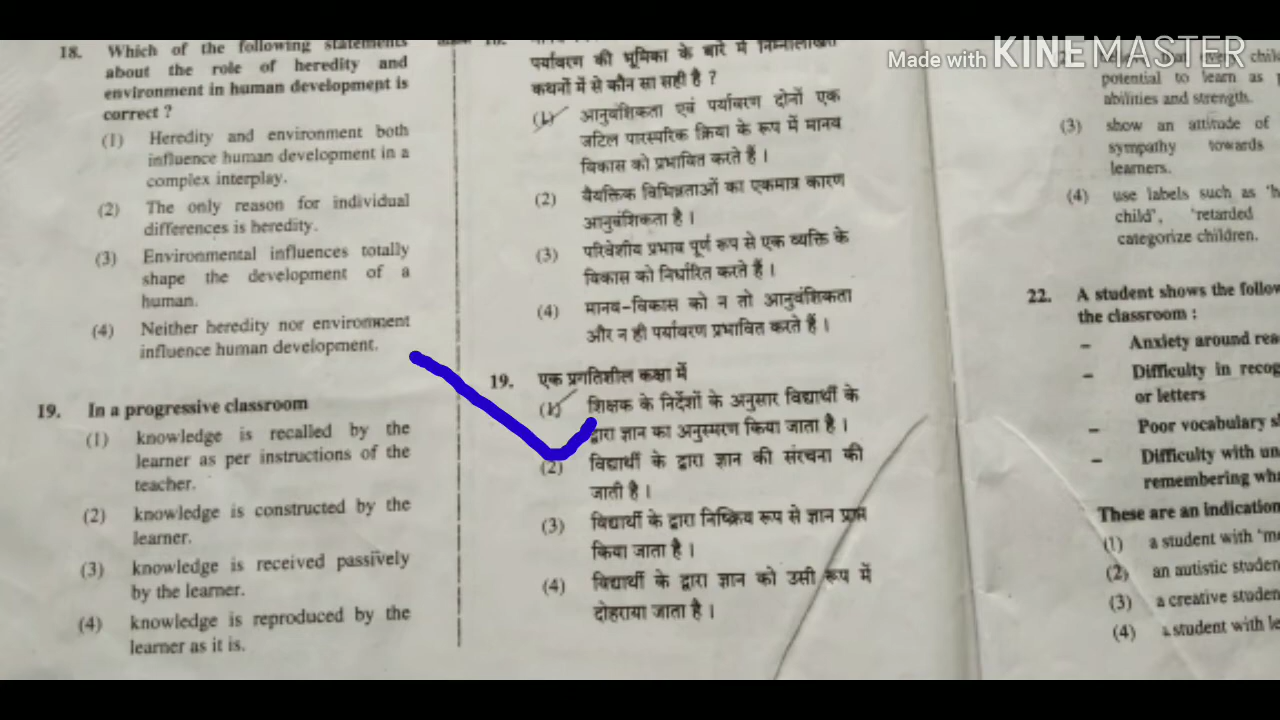 Made with KINEMASTER
18. Which of the following statements
about the role of heredity and
environment in human development is
correct ?
(1) Heredity and environment both
influence human development in a
complex interplay.
(2) The only reason for individual
differences is heredity.
(3) Environmental influences totally
shape the development of a
human.
(4) Neither heredity nor environment
influence human development.
19. In a progressive classroom
(1) knowledge is recalled by the
learner as per instructions of the
teacher.
(2) knowledge is constructed by the
learner.
(3) knowledge is received passively
by the learner.
(4) knowledge is reproduced by the
learner as it is.
पर्यावरण की भूमिका के बारे में निम्नलिखित
कथनों में से कौन सा सही है ?
(1) आनुवंशिकता एवं पर्यावरण दोनों एक
जटिल पारस्परिक क्रिया के रूप में मानव
विकास को प्रभावित करते हैं ।
(2) वैयक्तिक विभिन्नताओं का एकमात्र कारण
आनुवंशिकता है ।
(3) परिवेशीय प्रभाव पूर्ण रूप से एक व्यक्ति के
विकास को निर्धारित करते हैं ।
(4) मानव-विकास को न तो आनुवंशिकता
और न ही पर्यावरण प्रभावित करते हैं ।
19. एक प्रगतिशील कक्षा में
(1) शिक्षक के निर्देशों के अनुसार विद्यार्थी के
द्वारा ज्ञान का अनुस्मरण किया जाता है ।
(2) विद्यार्थी के द्वारा ज्ञान की संरचना की
जाती है ।
(3) विद्यार्थी के द्वारा निष्क्रिय रूप से ज्ञान प्राप्त
किया जाता है ।
(4) विद्यार्थी के द्वारा ज्ञान को उसी रूप में
दोहराया जाता है ।
potential to learn as
abilities and strength.
(3) show an attitude of
sympathy towards
learners.
(4) use labels such as
child', 'retarded
categorize children.
22. A student shows the
the classroom :
– Anxiety around
– Difficulty in
or letters
– Poor vocabulary
– Difficulty with
remembering
These are an indication
(1) a student with
(2) an autistic
(3) a creative
(4) a student with